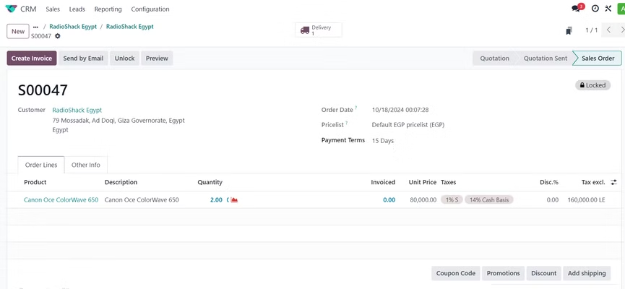 CRM Sales Leads Reporting Configuration
New ··· / RadioShack Egypt / RadioShack Egypt
S00047
Delivery
1
1 / 1
Create Invoice Send by Email Unlock Preview Quotation Quotation Sent Sales Order
S00047
Locked
Customer RadioShack Egypt
79 Mossadak, Ad Doqi, Giza Governorate, Egypt
Egypt
Order Date ? 10/18/2024 00:07:28
Pricelist ? Default EGP pricelist (EGP)
Payment Terms 15 Days
Order Lines Other Info
Product Description Quantity Invoiced Unit Price Taxes Disc.% Tax excl.
Canon Oce ColorWave 650 Canon Oce ColorWave 650 2.00 0.00 80,000.00 1% S 14% Cash Basis 0.00 160,000.00 LE
Coupon Code Promotions Discount Add shipping